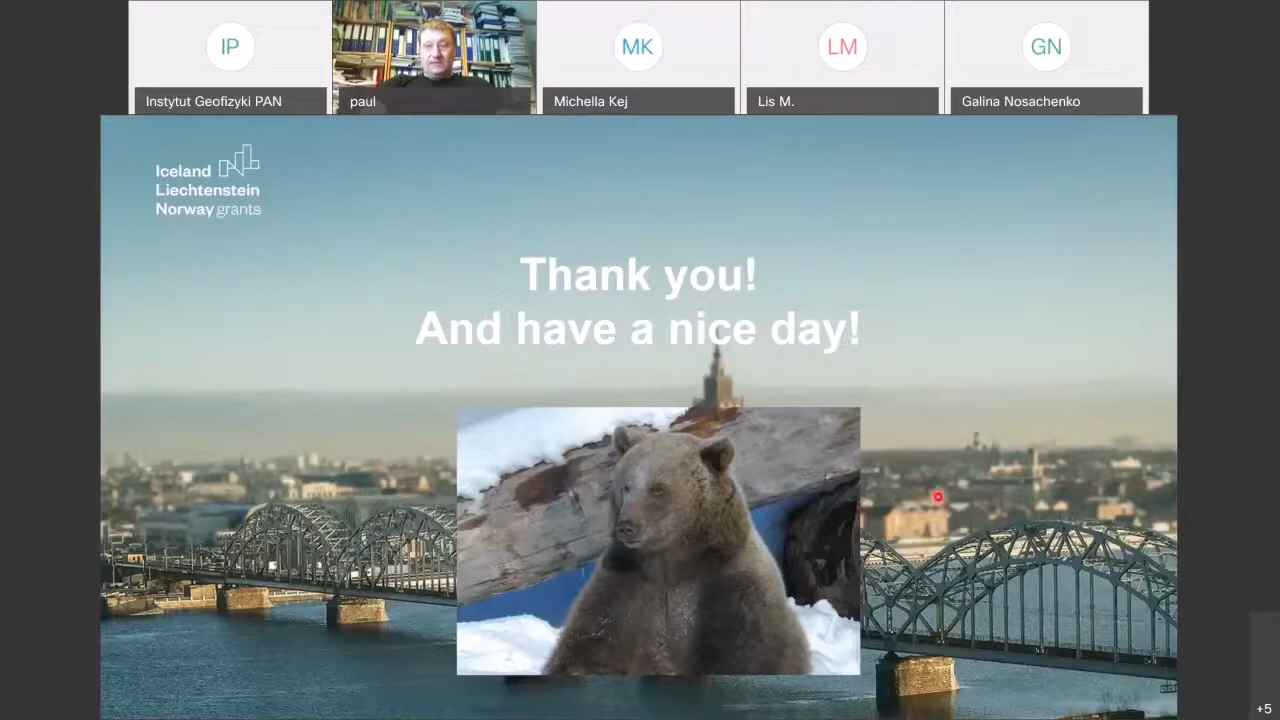 IP
MK
LM
GN
Instytut Geofizyki PAN
paul
Michella Kej
Lis M.
Galina Nosachenko
Iceland
Liechtenstein
Norway grants
Thank you!
And have a nice day!
+5